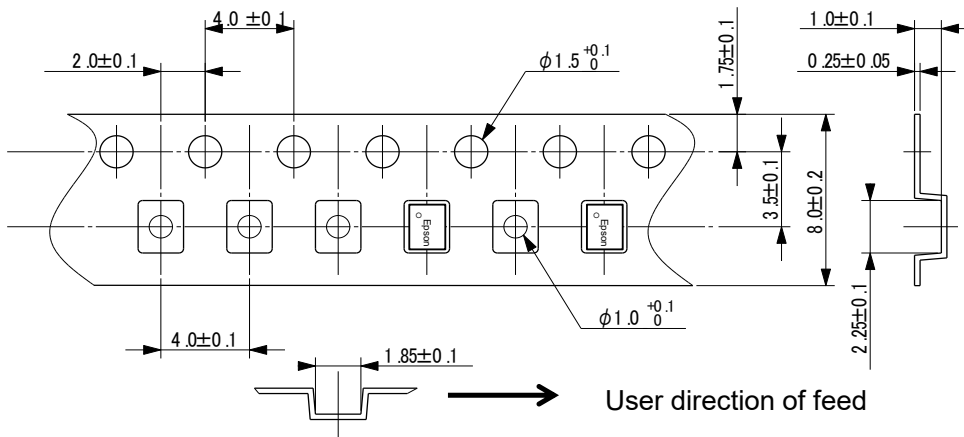 4.0±0.1
1.0±0.1
2.0±0.1
φ1.5 +0.1 0
1.75±0.1
0.25±0.05
3.5±0.1
8.0±0.2
Epson
Epson
2.25±0.1
φ1.0 +0.1 0
4.0±0.1
1.85±0.1
User direction of feed